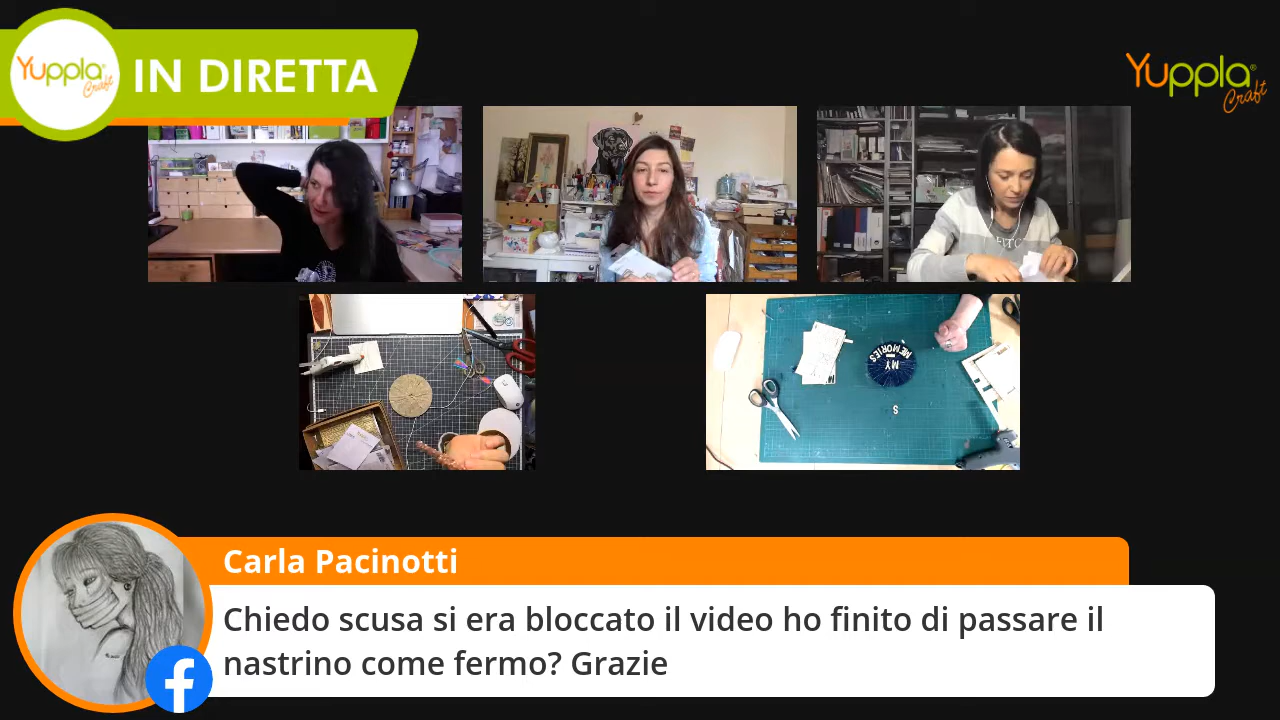 Yuppla Craft
IN DIRETTA
Yuppla Craft
MEMORIES
MY
S
Carla Pacinotti
Chiedo scusa si era bloccato il video ho finito di passare il
nastrino come fermo? Grazie